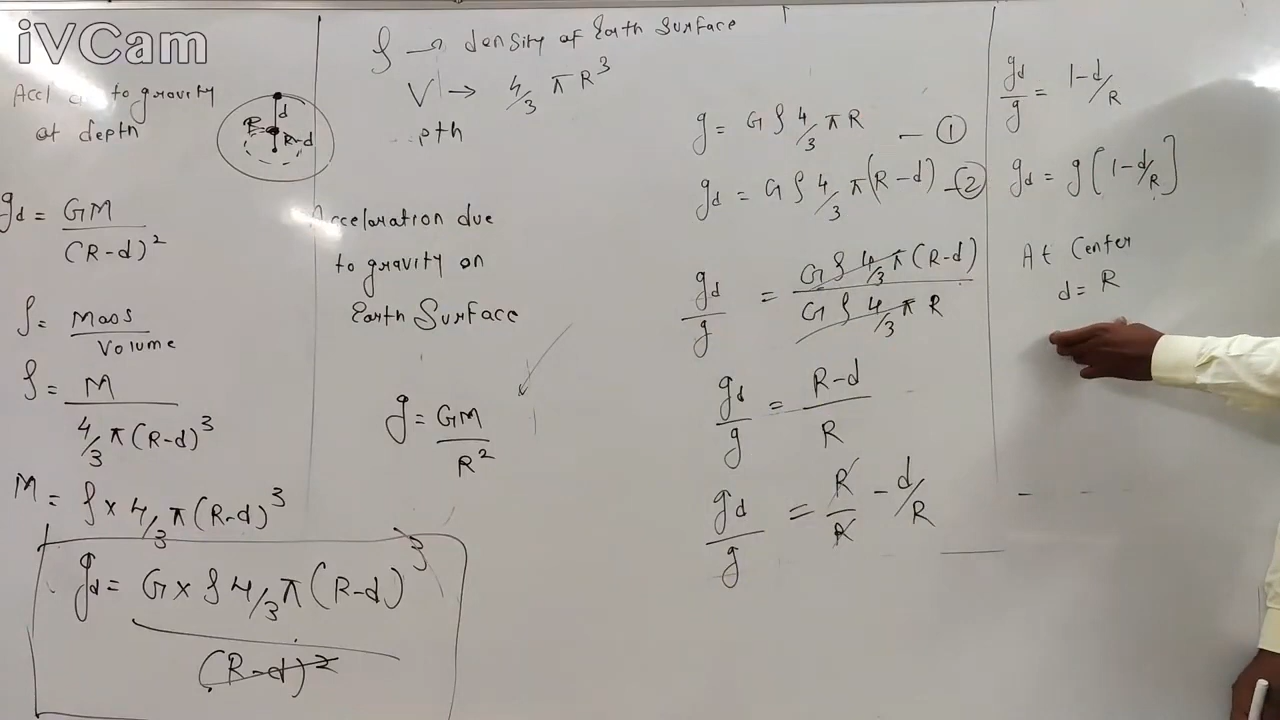 iVCam
Accl to gravity
at depth
d
R
R-d
gd = GM
(R-d)²
ρ = Mass
Volume
ρ = M
4/3 π(R-d)³
M = ρ × 4/3 π(R-d)³
gd = G × ρ 4/3 π(R-d)³
(R-d)²
ρ → density of Earth Surface
V → 4/3 π R³
pth
Acceloration due
to gravity on
Earth Surface
g = GM
R²
g = G ρ 4/3 π R — ①
gd = G ρ 4/3 π(R-d) — ②
gd/g = G ρ 4/3 π (R-d)
G ρ 4/3 π R
gd/g = R-d
R
gd/g = R/R - d/R
gd/g = 1-d/R
gd = g[1-d/R]
At Center
d = R